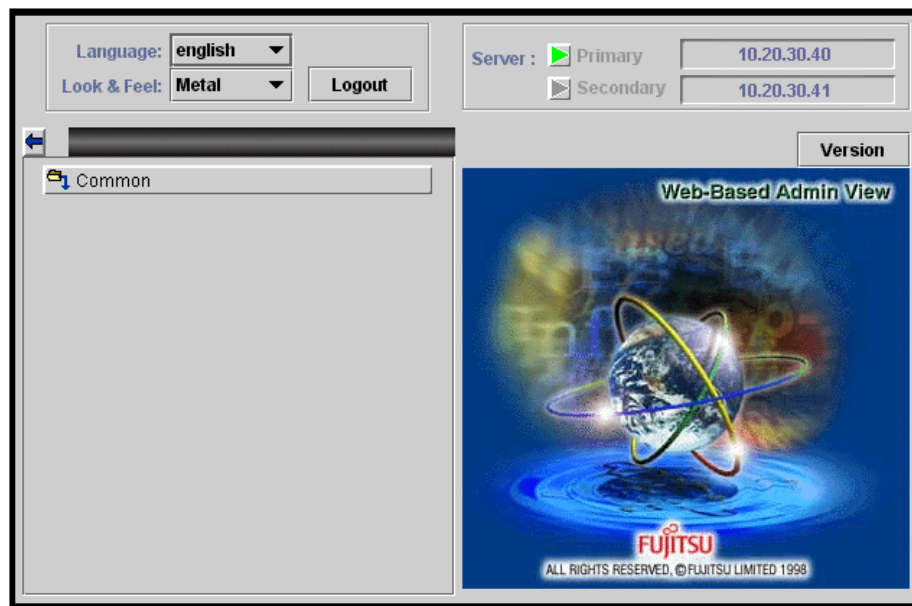 Language: english
Look & Feel: Metal Logout
Server : Primary 10.20.30.40
Secondary 10.20.30.41
Version
Common
Web-Based Admin View
FUJITSU
ALL RIGHTS RESERVED, © FUJITSU LIMITED 1998